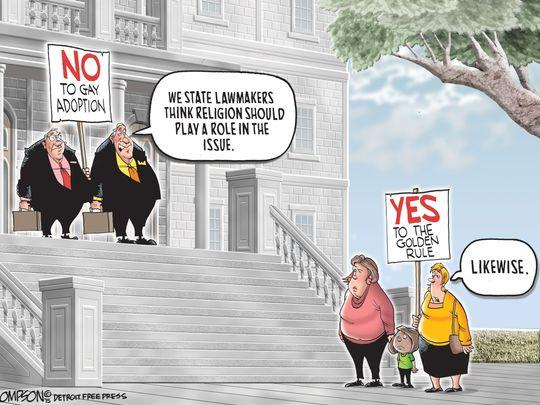 NO
TO GAY
ADOPTION
WE STATE LAWMAKERS
THINK RELIGION SHOULD
PLAY A ROLE IN THE
ISSUE.
YES
TO THE
GOLDEN
RULE
LIKEWISE.
OMPSON© DETROIT FREE PRESS